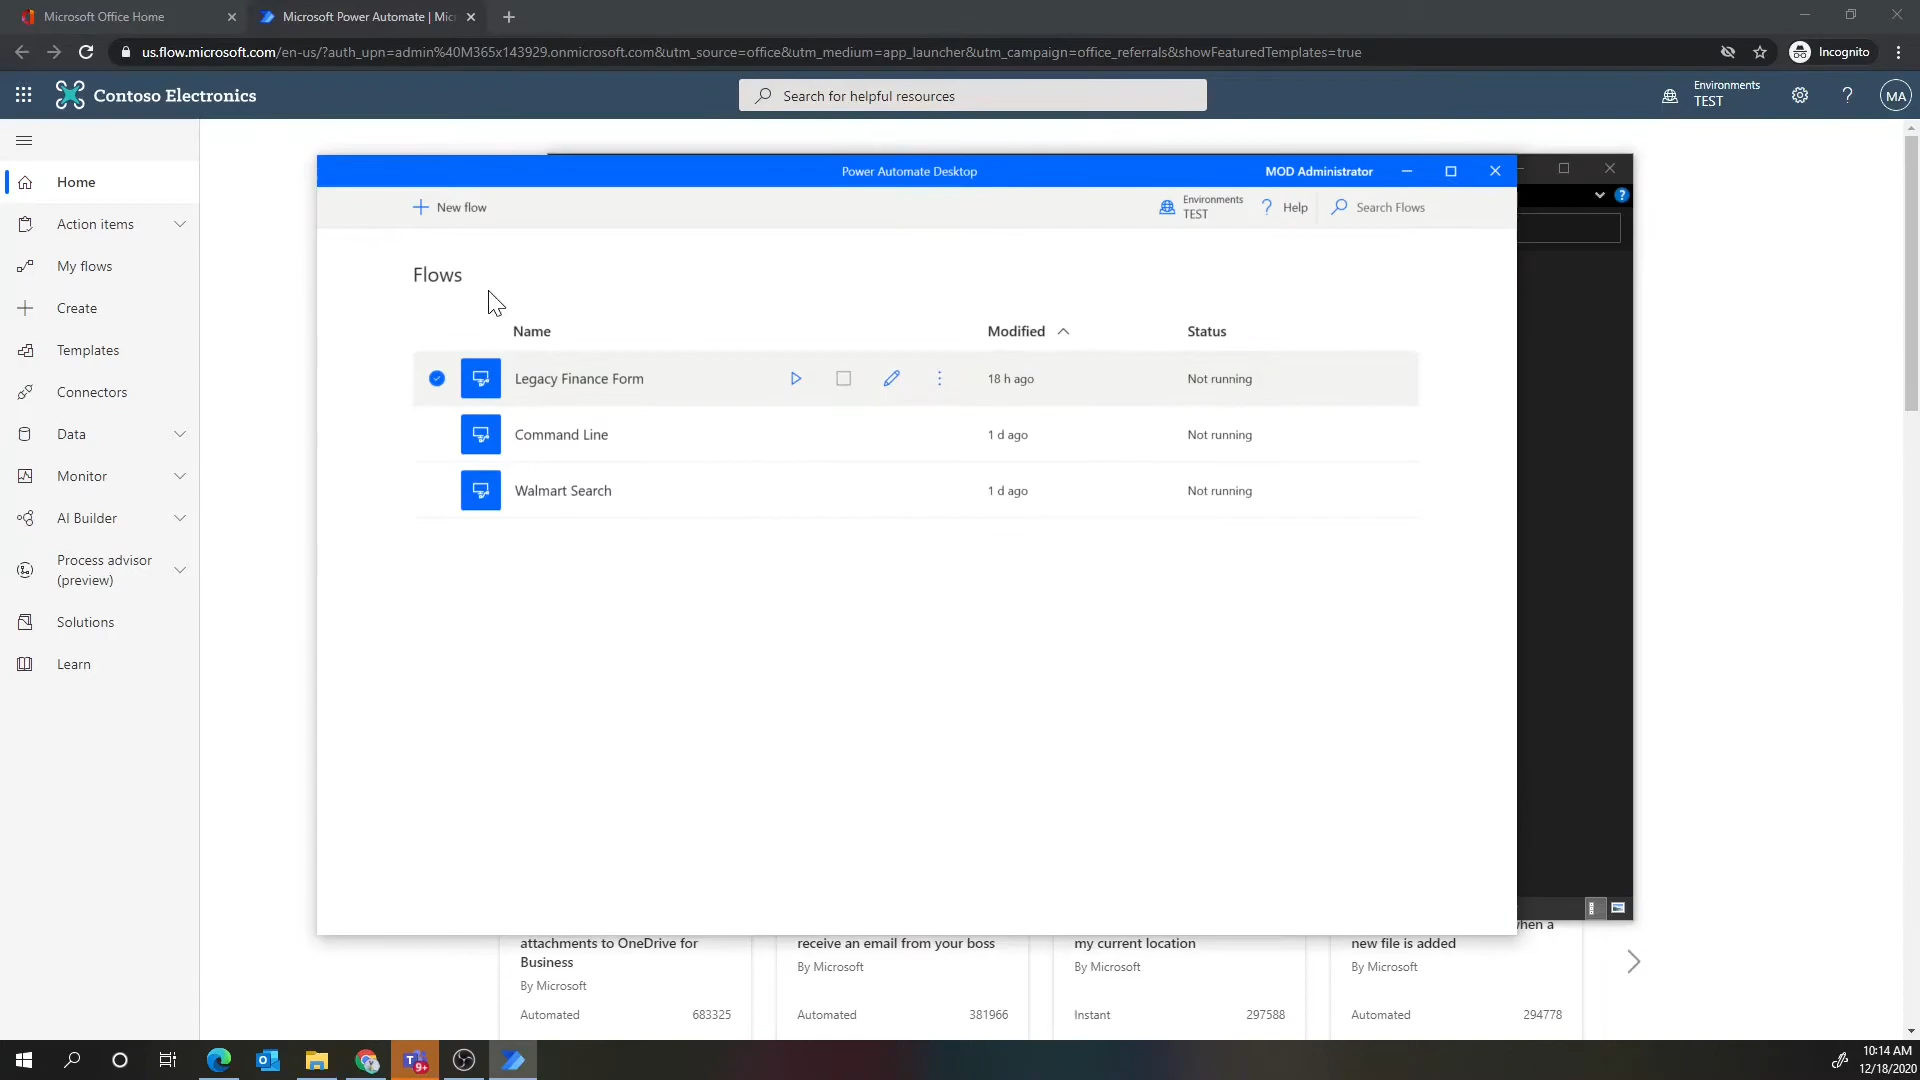 Microsoft Office Home
Microsoft Power Automate | Mic
us.flow.microsoft.com/en-us/?auth_upn=admin%40M365x143929.onmicrosoft.com&utm_source=office&utm_medium=app_launcher&utm_campaign=office_referrals&showFeaturedTemplates=true
Incognito
Contoso Electronics
Search for helpful resources
Environments
TEST
?
MA
Home
Action items
My flows
Create
Templates
Connectors
Data
Monitor
AI Builder
Process advisor
(preview)
Solutions
Learn
Power Automate Desktop
MOD Administrator
New flow
Environments
TEST
? Help
Search Flows
?
Flows
Name Modified Status
Legacy Finance Form 18 h ago Not running
Command Line 1 d ago Not running
Walmart Search 1 d ago Not running
attachments to OneDrive for
Business
By Microsoft
Automated 683325
receive an email from your boss
By Microsoft
Automated 381966
my current location
By Microsoft
Instant 297588
when a
new file is added
By Microsoft
Automated 294778
9+
10:14 AM
12/18/2020